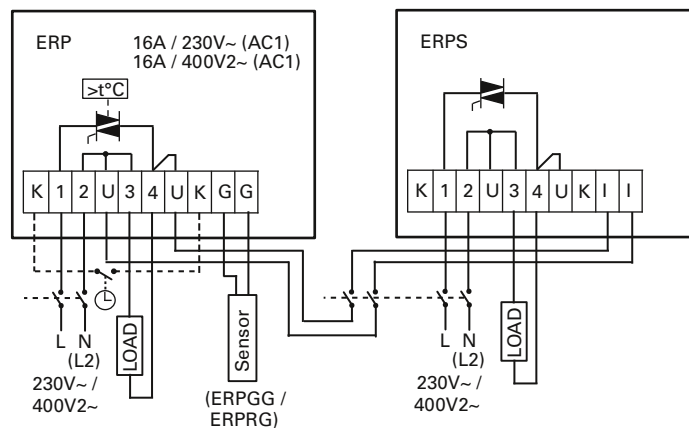 ERP
16A / 230V~ (AC1)
16A / 400V2~ (AC1)
>t°C
K 1 2 U 3 4 U K G G
L N
(L2)
230V~ /
400V2~
LOAD
Sensor
(ERPGG /
ERPRG)
ERPS
K 1 2 U 3 4 U K I I
L N
(L2)
230V~ /
400V2~
LOAD